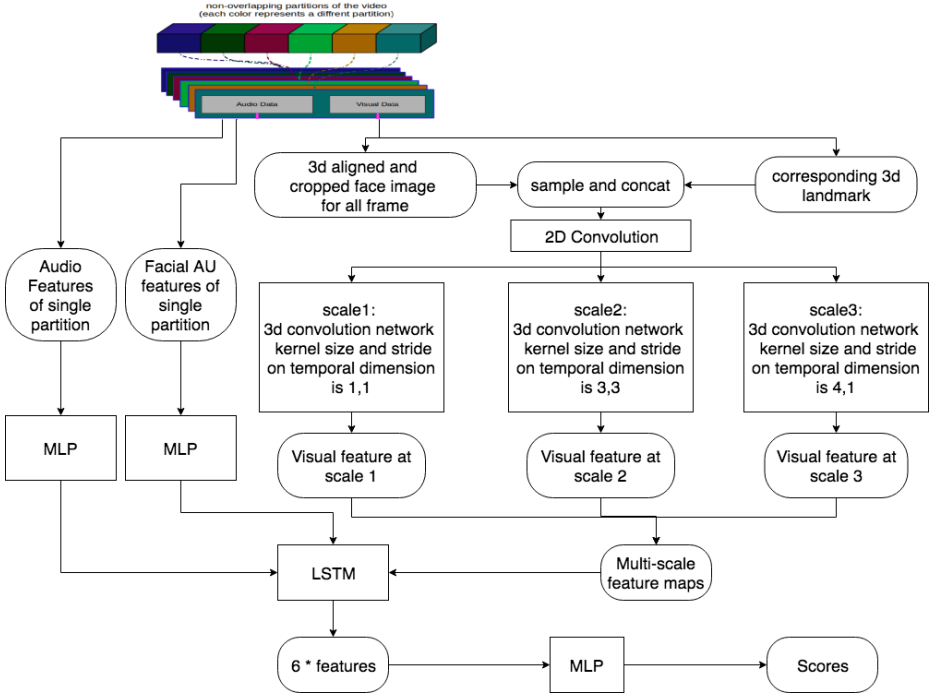 non-overlapping partitions of the video
(each color represents a diffrent partition)
Audio Data
Visual Data
3d aligned and
cropped face image
for all frame
sample and concat
corresponding 3d
landmark
2D Convolution
Audio
Features
of single
partition
Facial AU
features of
single
partition
scale1:
3d convolution network
kernel size and stride
on temporal dimension
is 1,1
scale2:
3d convolution network
kernel size and stride
on temporal dimension
is 3,3
scale3:
3d convolution network
kernel size and stride
on temporal dimension
is 4,1
MLP
MLP
Visual feature at
scale 1
Visual feature at
scale 2
Visual feature at
scale 3
LSTM
Multi-scale
feature maps
6 * features
MLP
Scores